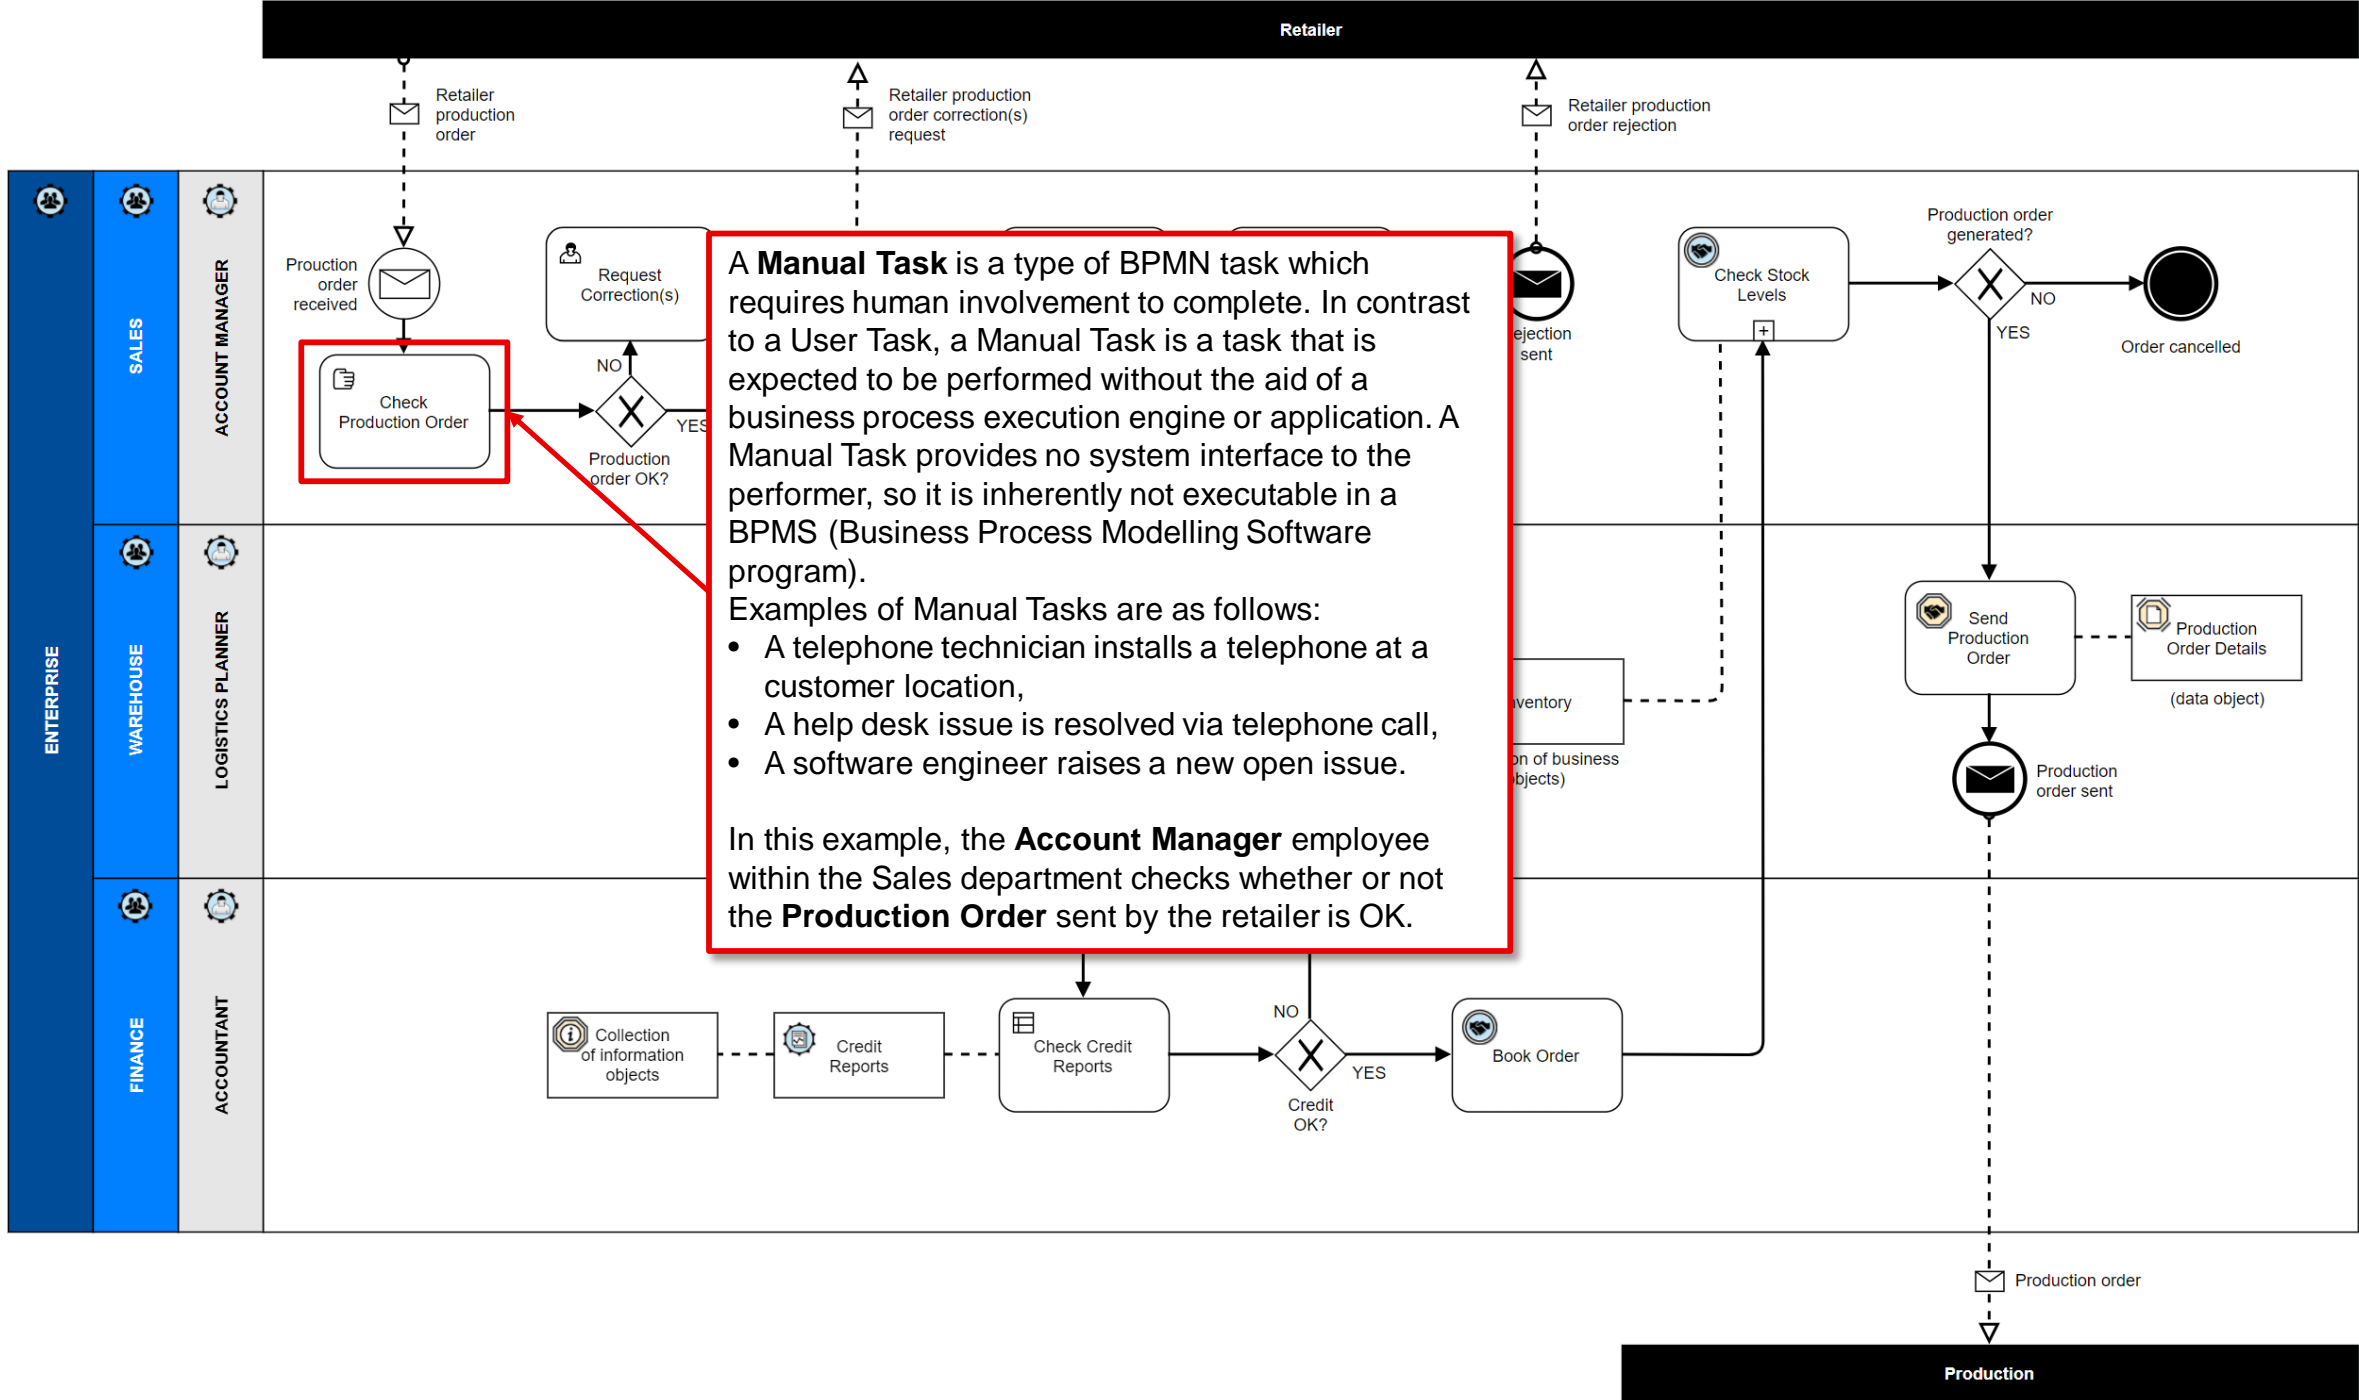 Retailer
Retailer
production
order
Retailer production
order correction(s)
request
Retailer production
order rejection
ENTERPRISE
SALES
ACCOUNT MANAGER
Prouction
order
received
Check
Production Order
Request
Correction(s)
NO
YES
Production
order OK?
A Manual Task is a type of BPMN task which
requires human involvement to complete. In contrast
to a User Task, a Manual Task is a task that is
expected to be performed without the aid of a
business process execution engine or application. A
Manual Task provides no system interface to the
performer, so it is inherently not executable in a
BPMS (Business Process Modelling Software
program).
Examples of Manual Tasks are as follows:
• A telephone technician installs a telephone at a
customer location,
• A help desk issue is resolved via telephone call,
• A software engineer raises a new open issue.
In this example, the Account Manager employee
within the Sales department checks whether or not
the Production Order sent by the retailer is OK.
ejection
sent
Check Stock
Levels
Production order
generated?
NO
YES
Order cancelled
WAREHOUSE
LOGISTICS PLANNER
ventory
on of business
bjects)
Send
Production
Order
Production
Order Details
(data object)
Production
order sent
FINANCE
ACCOUNTANT
Collection
of information
objects
Credit
Reports
Check Credit
Reports
NO
YES
Credit
OK?
Book Order
Production order
Production